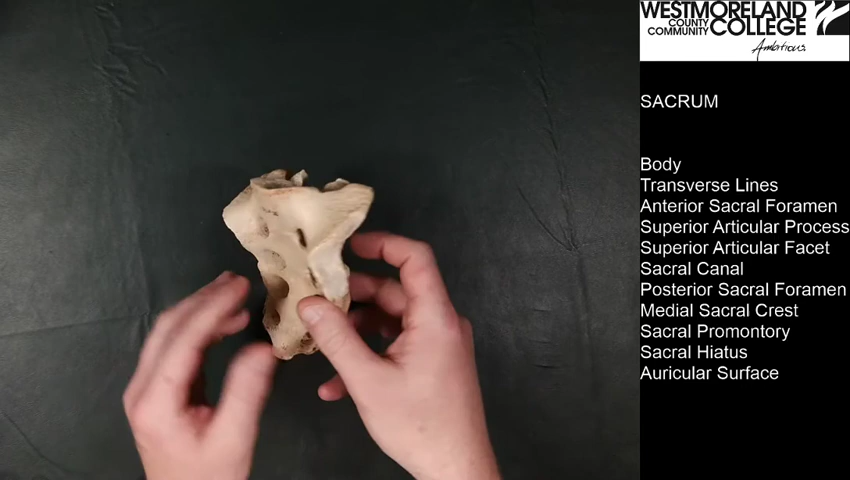 WESTMORELAND
COUNTY
COMMUNITY COLLEGE
Ambitious.
SACRUM
Body
Transverse Lines
Anterior Sacral Foramen
Superior Articular Process
Superior Articular Facet
Sacral Canal
Posterior Sacral Foramen
Medial Sacral Crest
Sacral Promontory
Sacral Hiatus
Auricular Surface